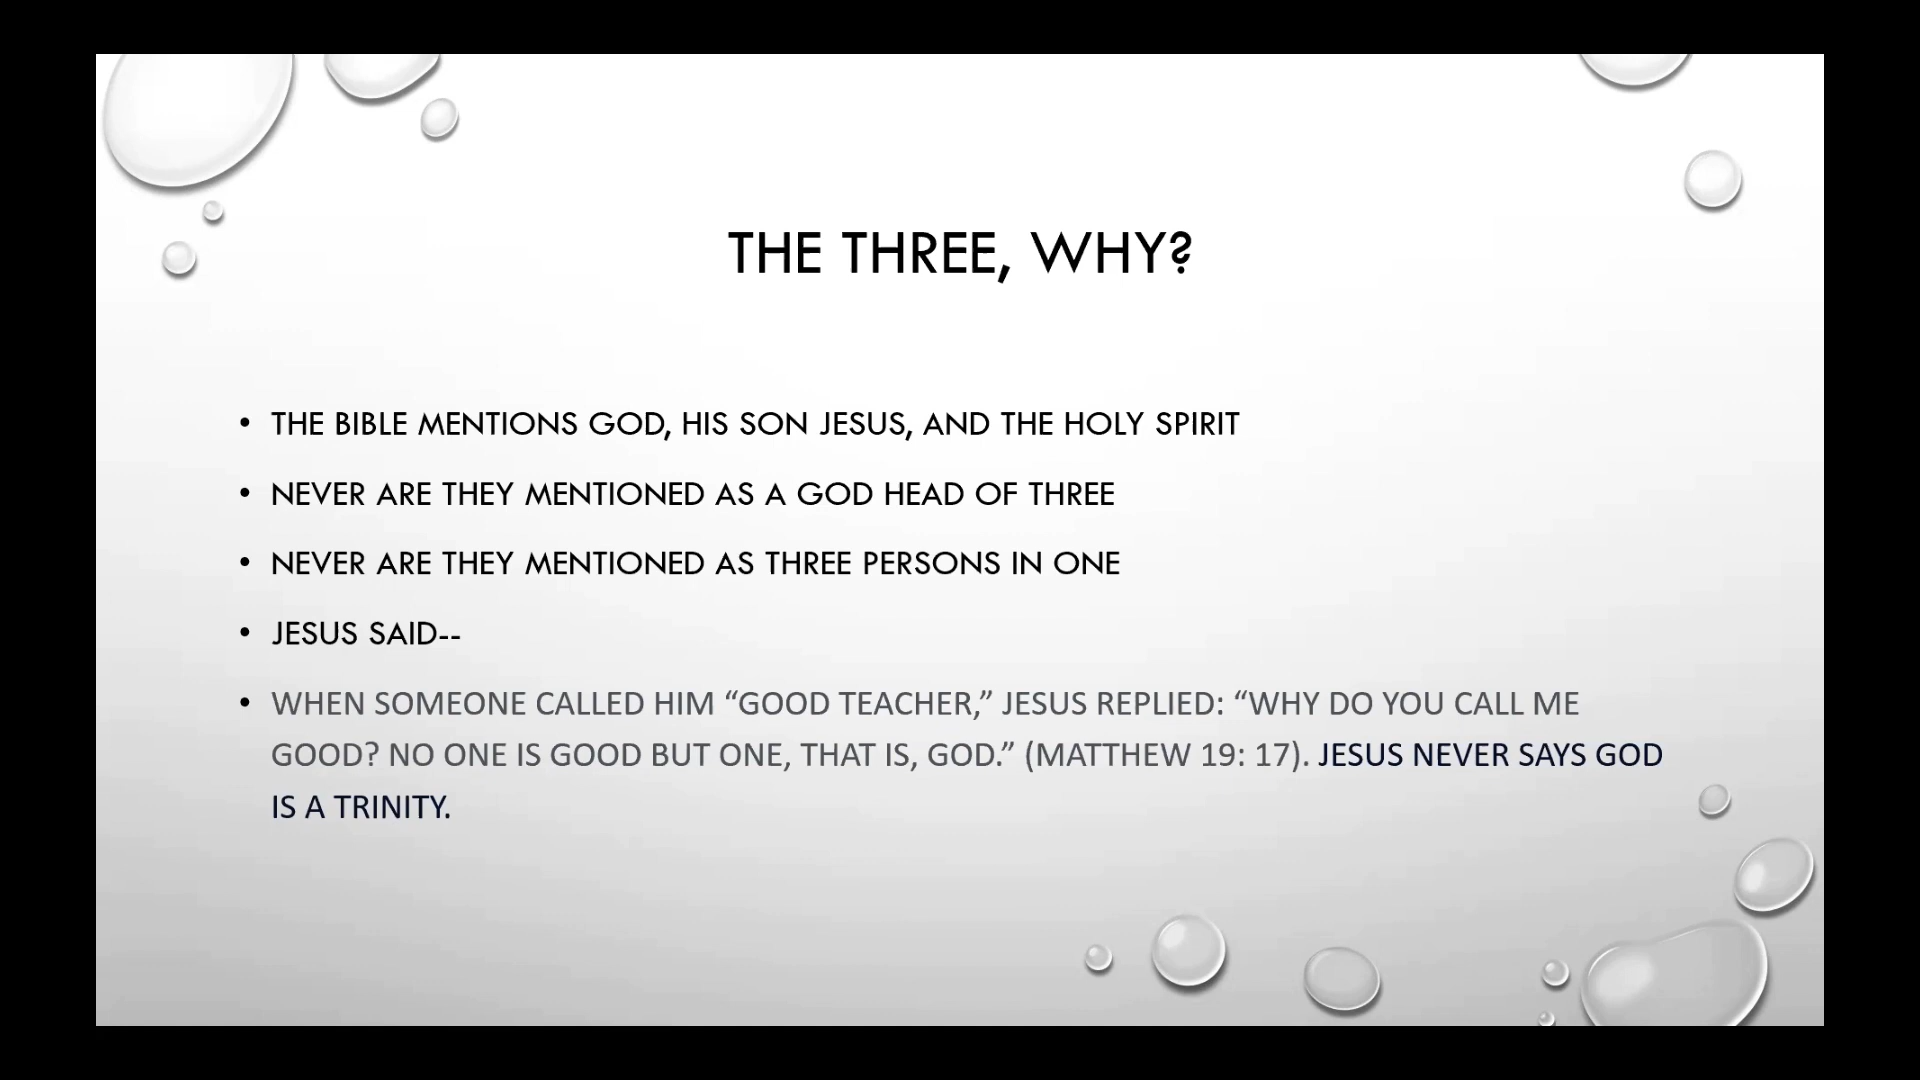 THE THREE, WHY?
• THE BIBLE MENTIONS GOD, HIS SON JESUS, AND THE HOLY SPIRIT
• NEVER ARE THEY MENTIONED AS A GOD HEAD OF THREE
• NEVER ARE THEY MENTIONED AS THREE PERSONS IN ONE
• JESUS SAID--
• WHEN SOMEONE CALLED HIM “GOOD TEACHER,” JESUS REPLIED: “WHY DO YOU CALL ME
GOOD? NO ONE IS GOOD BUT ONE, THAT IS, GOD.” (MATTHEW 19: 17). JESUS NEVER SAYS GOD
IS A TRINITY.